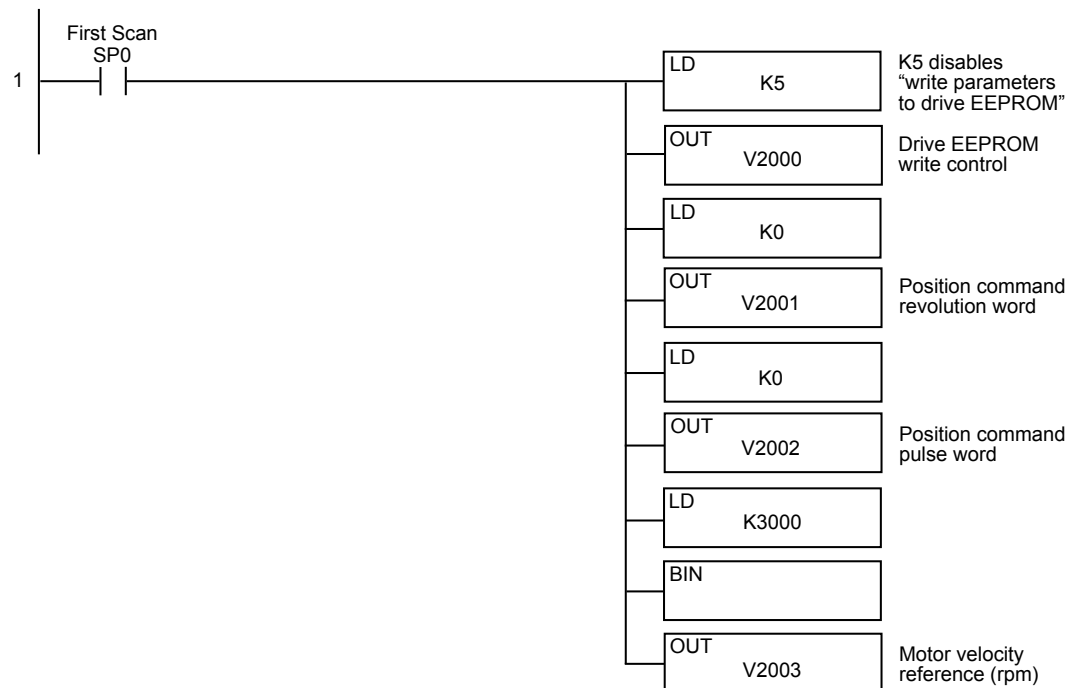 First Scan
SP0
1
LD
K5
K5 disables
“write parameters
to drive EEPROM”
OUT
V2000
Drive EEPROM
write control
LD
K0
OUT
V2001
Position command
revolution word
LD
K0
OUT
V2002
Position command
pulse word
LD
K3000
BIN
OUT
V2003
Motor velocity
reference (rpm)